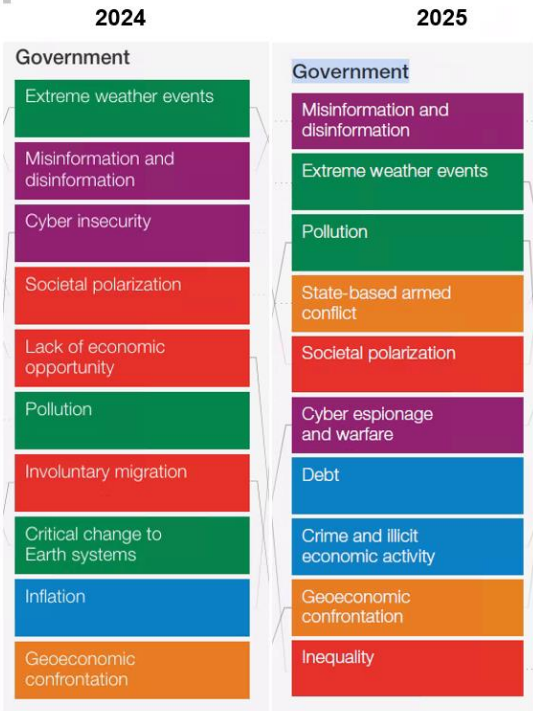 2024
Government
Extreme weather events
Misinformation and
disinformation
Cyber insecurity
Societal polarization
Lack of economic
opportunity
Pollution
Involuntary migration
Critical change to
Earth systems
Inflation
Geoeconomic
confrontation
2025
Government
Misinformation and
disinformation
Extreme weather events
Pollution
State-based armed
conflict
Societal polarization
Cyber espionage
and warfare
Debt
Crime and illicit
economic activity
Geoeconomic
confrontation
Inequality